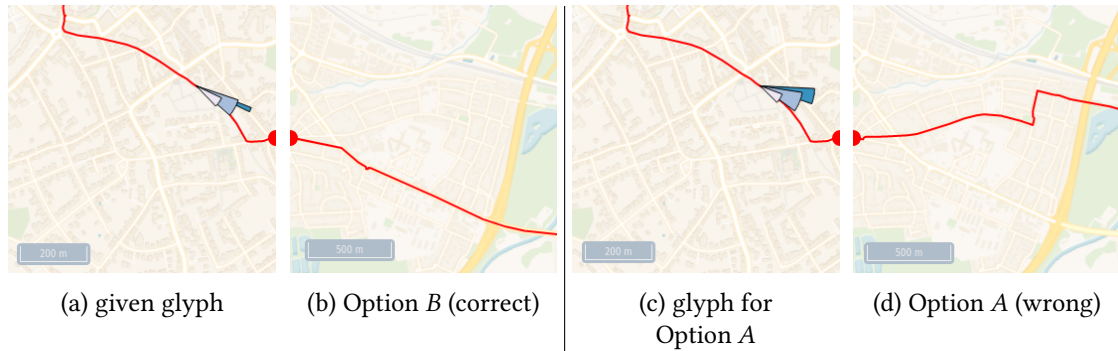 200 m
500 m
200 m
500 m
(a) given glyph
(b) Option B (correct)
(c) glyph for
Option A
(d) Option A (wrong)